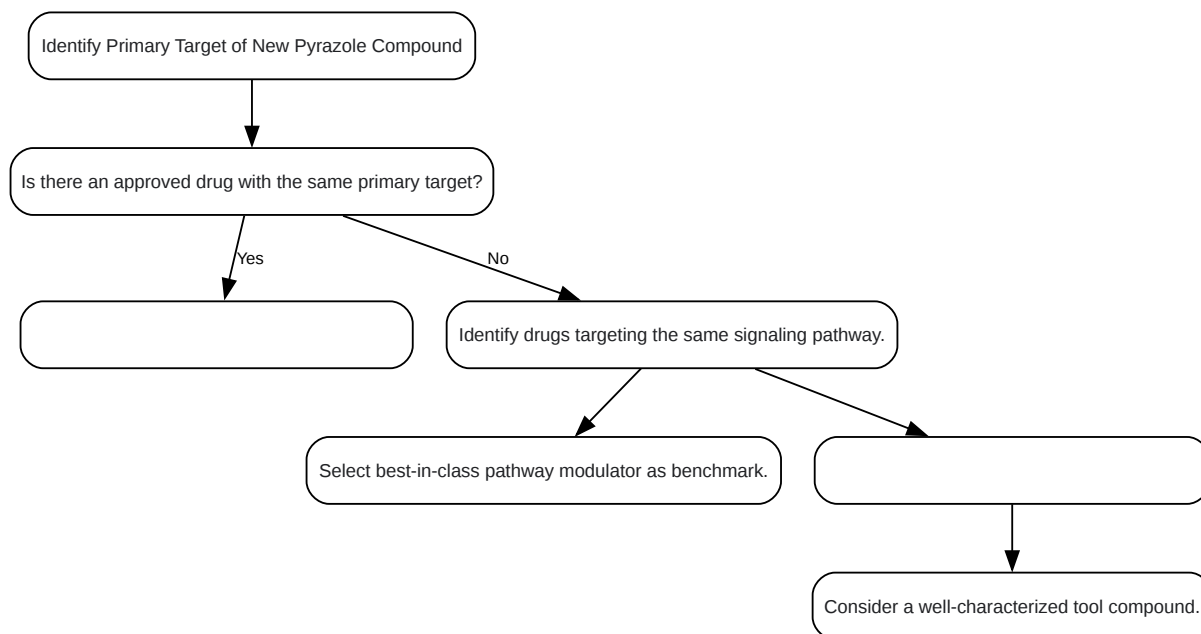 Identify Primary Target of New Pyrazole Compound
Is there an approved drug with the same primary target?
Yes
No
Identify drugs targeting the same signaling pathway.
Select best-in-class pathway modulator as benchmark.
Consider a well-characterized tool compound.